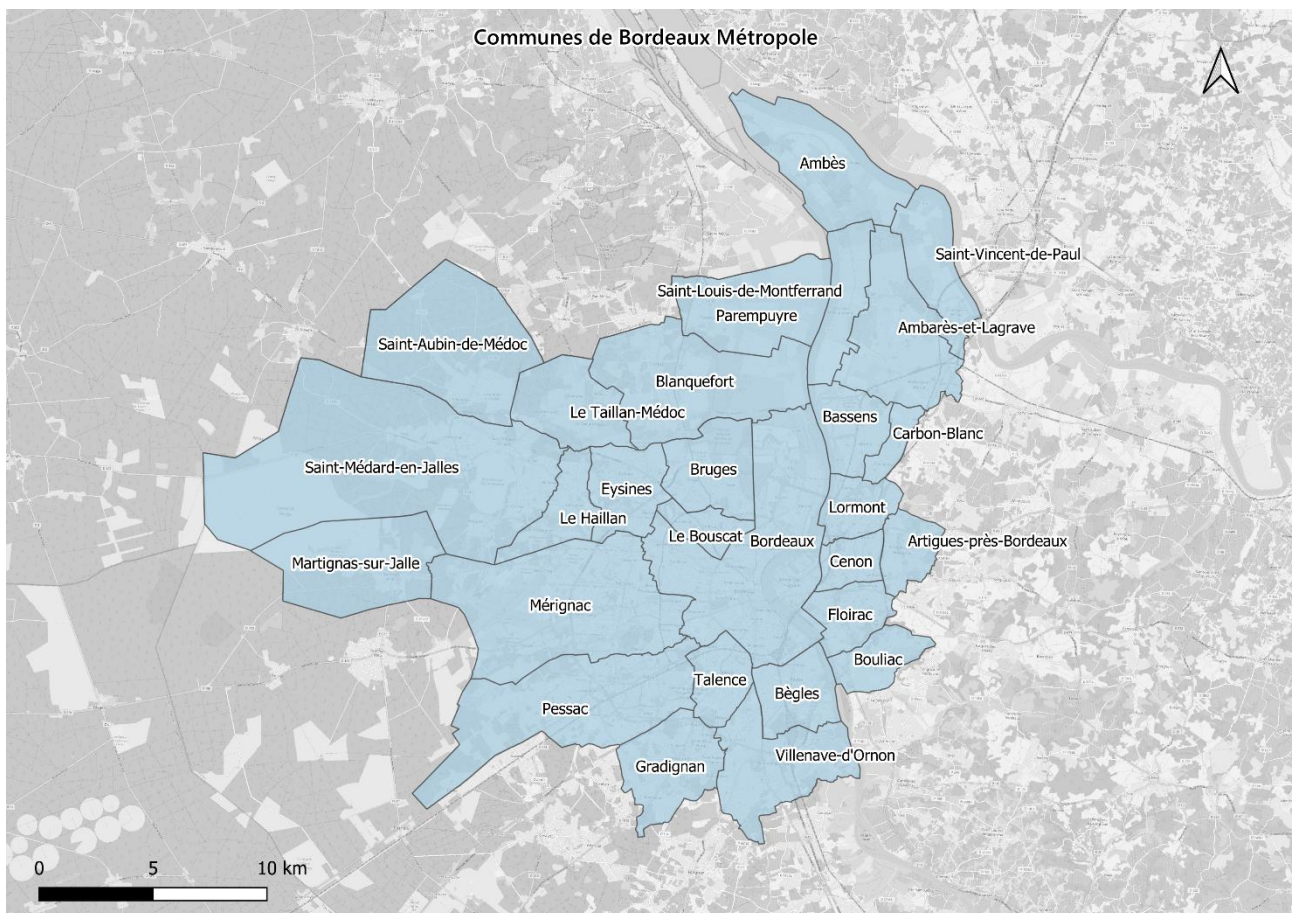 Communes de Bordeaux Métropole
Ambès
Saint-Vincent-de-Paul
Saint-Louis-de-Montferrand
Parempuyre
Ambarès-et-Lagrave
Saint-Aubin-de-Médoc
Blanquefort
Le Taillan-Médoc
Bassens
Carbon-Blanc
Saint-Médard-en-Jalles
Bruges
Eysines
Lormont
Le Haillan
Le Bouscat
Bordeaux
Artigues-près-Bordeaux
Martignas-sur-Jalle
Cenon
Mérignac
Floirac
Bouliac
Talence
Bègles
Pessac
Villenave-d'Ornon
Gradignan
0 5 10 km